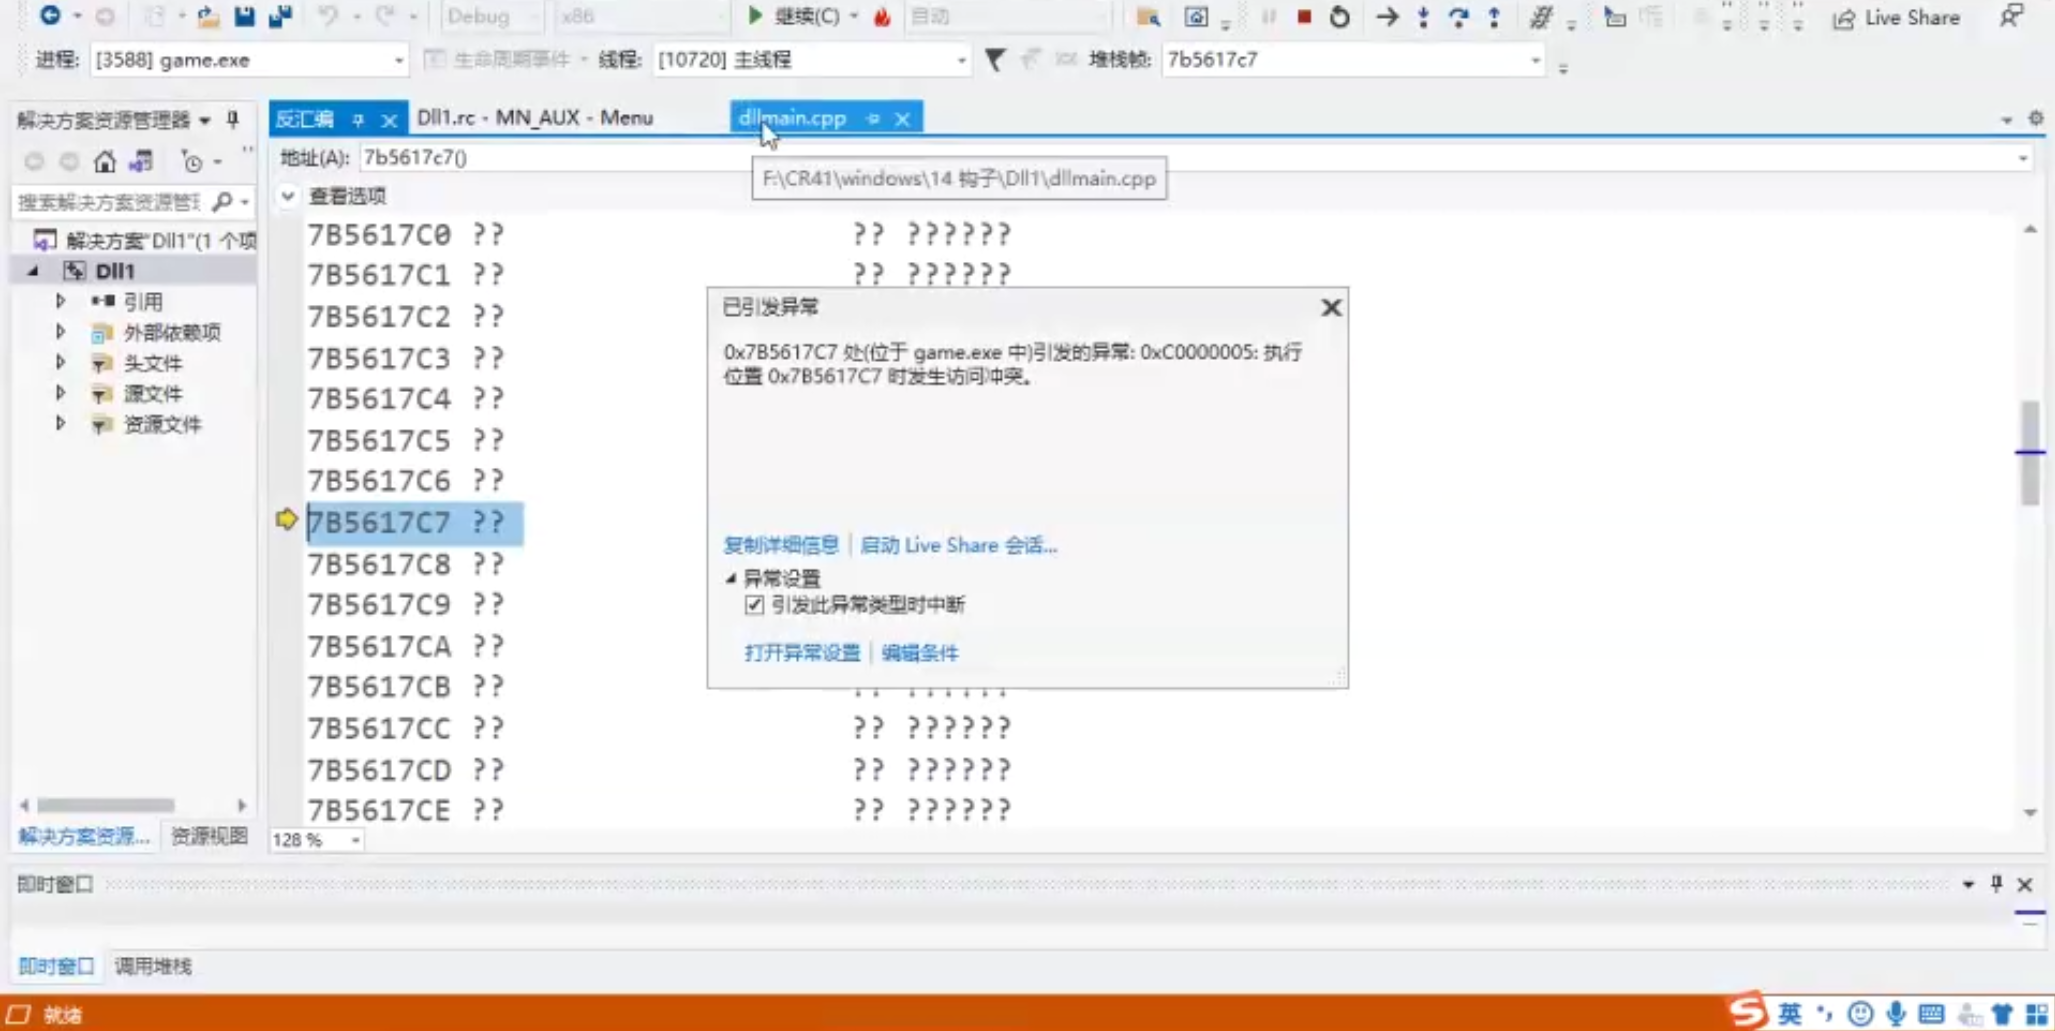 Debug x86 继续(C) 自动 Live Share
进程: [3588] game.exe 生命周期事件 线程: [10720] 主线程 堆栈帧: 7b5617c7
解决方案资源管理器 反汇编 Dll1.rc - MN_AUX - Menu dllmain.cpp
地址(A): 7b5617c7()
F:\CR41\windows\14 钩子\Dll1\dllmain.cpp
搜索解决方案资源管 查看选项
解决方案"Dll1"(1 个项
Dll1
引用
外部依赖项
头文件
源文件
资源文件
7B5617C0 ?? ?? ??????
7B5617C1 ?? ?? ??????
7B5617C2 ??
7B5617C3 ??
7B5617C4 ??
7B5617C5 ??
7B5617C6 ??
7B5617C7 ??
7B5617C8 ??
7B5617C9 ??
7B5617CA ??
7B5617CB ??
7B5617CC ?? ?? ??????
7B5617CD ?? ?? ??????
7B5617CE ?? ?? ??????
已引发异常
0x7B5617C7 处(位于 game.exe 中)引发的异常: 0xC0000005: 执行
位置 0x7B5617C7 时发生访问冲突。
复制详细信息 | 启动 Live Share 会话...
异常设置
引发此异常类型时中断
打开异常设置 | 编辑条件
解决方案资源... 资源视图 128 %
即时窗口
即时窗口 调用堆栈
就绪 英